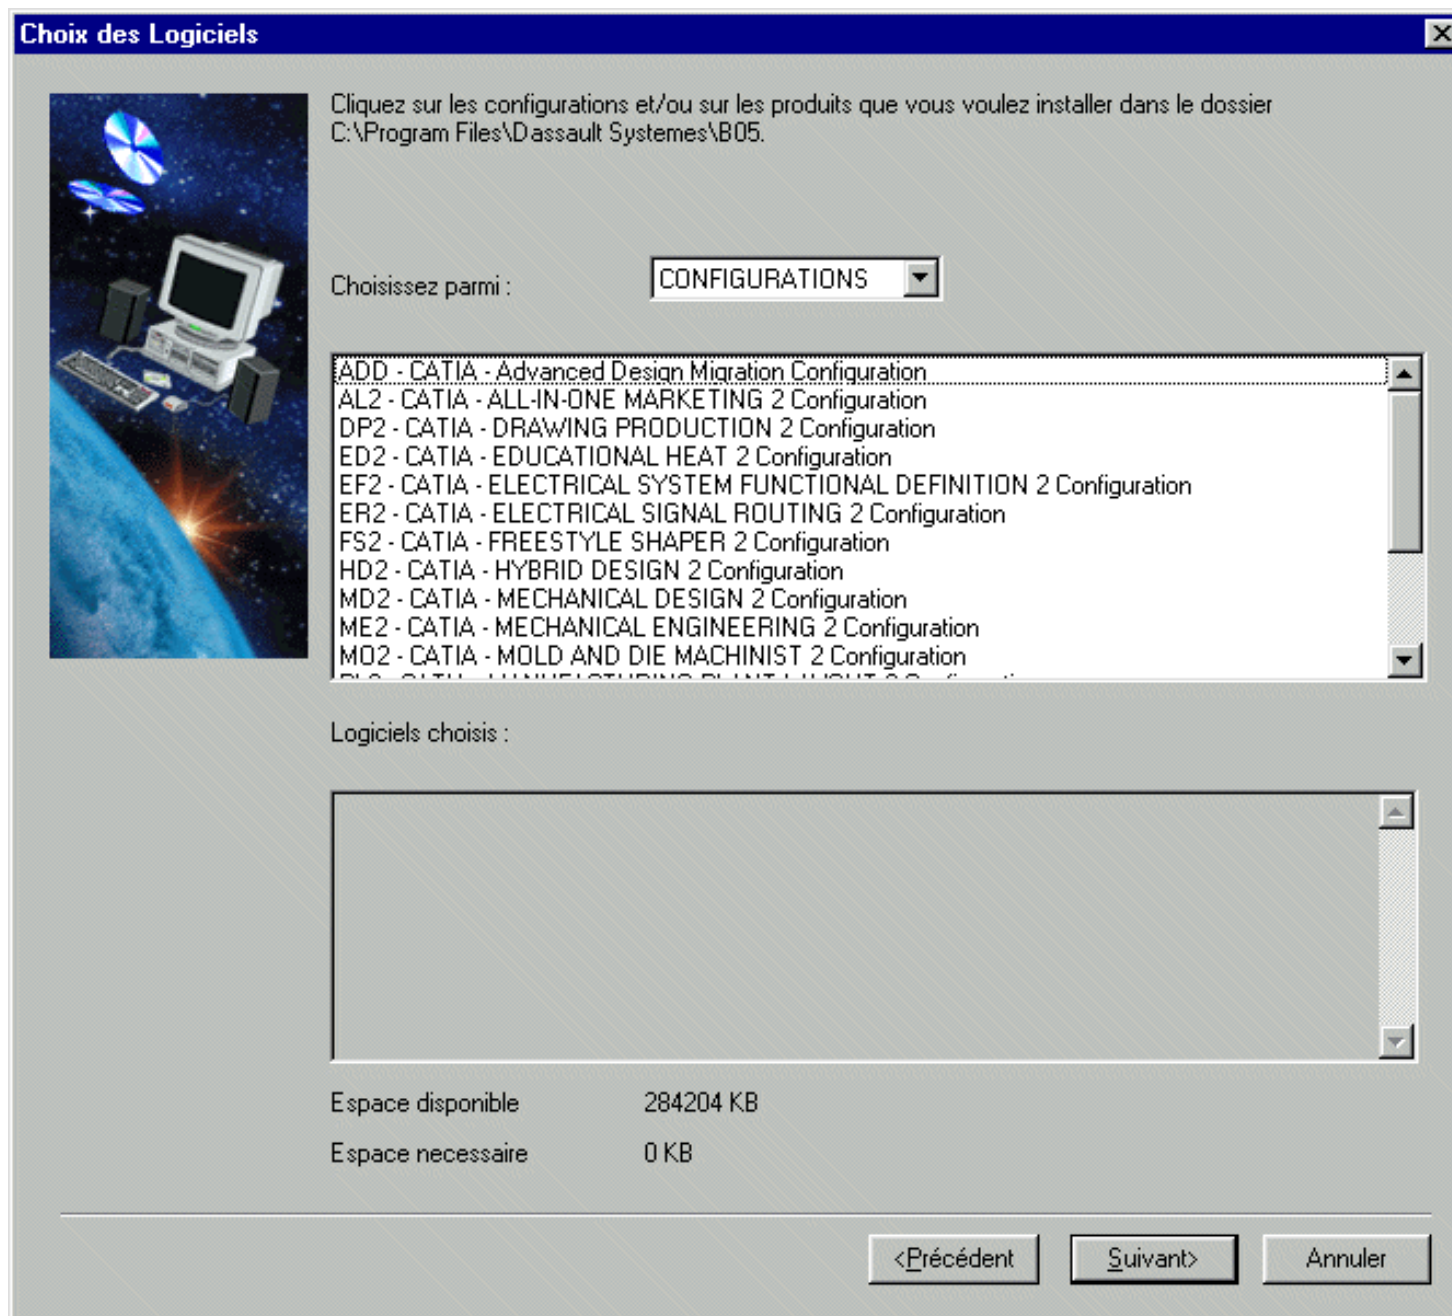 Choix des Logiciels
Cliquez sur les configurations et/ou sur les produits que vous voulez installer dans le dossier
C:\Program Files\Dassault Systemes\B05.
Choisissez parmi :
CONFIGURATIONS
ADD - CATIA - Advanced Design Migration Configuration
AL2 - CATIA - ALL-IN-ONE MARKETING 2 Configuration
DP2 - CATIA - DRAWING PRODUCTION 2 Configuration
ED2 - CATIA - EDUCATIONAL HEAT 2 Configuration
EF2 - CATIA - ELECTRICAL SYSTEM FUNCTIONAL DEFINITION 2 Configuration
ER2 - CATIA - ELECTRICAL SIGNAL ROUTING 2 Configuration
FS2 - CATIA - FREESTYLE SHAPER 2 Configuration
HD2 - CATIA - HYBRID DESIGN 2 Configuration
MD2 - CATIA - MECHANICAL DESIGN 2 Configuration
ME2 - CATIA - MECHANICAL ENGINEERING 2 Configuration
MO2 - CATIA - MOLD AND DIE MACHINIST 2 Configuration
Logiciels choisis :
Espace disponible 284204 KB
Espace necessaire 0 KB
<Précédent
Suivant>
Annuler